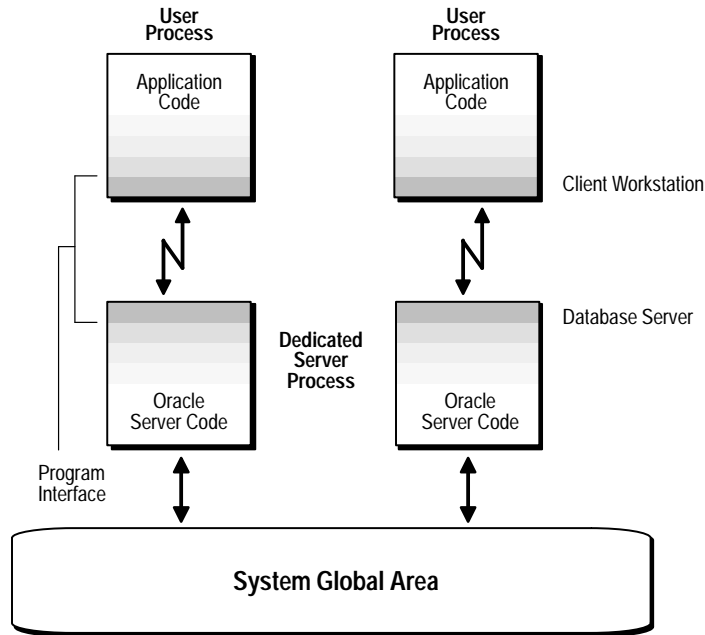 User
Process
User
Process
Application
Code
Application
Code
Client Workstation
Database Server
Dedicated
Server
Process
Oracle
Server Code
Oracle
Server Code
Program
Interface
System Global Area